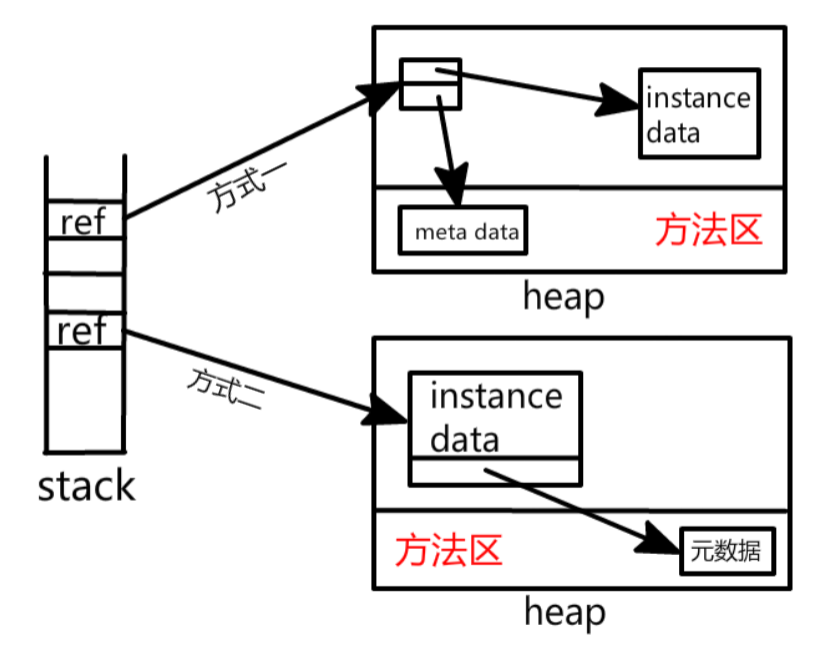 instance
data
ref
方式一
meta data
方法区
heap
ref
方式二
instance
data
stack
方法区
元数据
heap